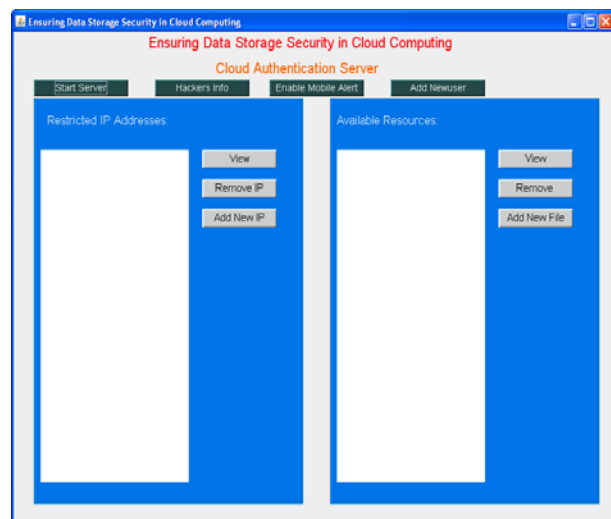 Ensuring Data Storage Security in Cloud Computing
Ensuring Data Storage Security in Cloud Computing
Cloud Authentication Server
Start Server Hackers Info Enable Mobile Alert Add Newuser
Restricted IP Addresses:
View
Remove IP
Add New IP
Available Resources:
View
Remove
Add New File